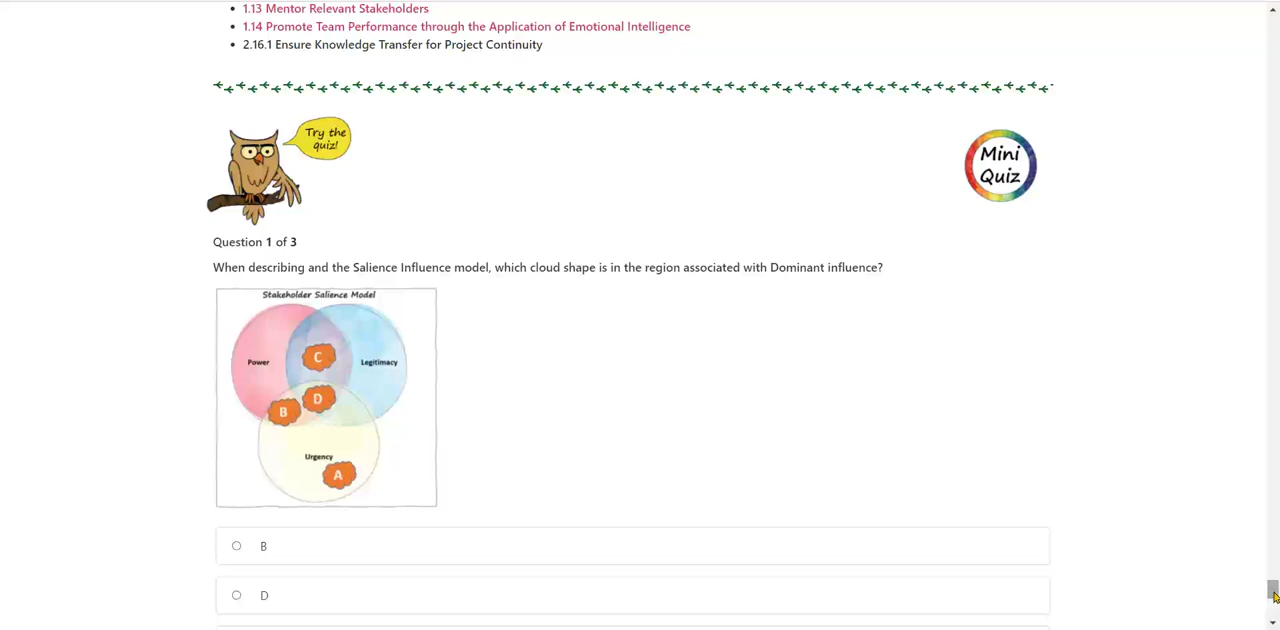 1.13 Mentor Relevant Stakeholders
1.14 Promote Team Performance through the Application of Emotional Intelligence
2.16.1 Ensure Knowledge Transfer for Project Continuity
Try the
quiz!
Mini
Quiz
Question 1 of 3
When describing and the Salience Influence model, which cloud shape is in the region associated with Dominant influence?
Stakeholder Salience Model
C
Power
Legitimacy
D
B
Urgency
A
B
D